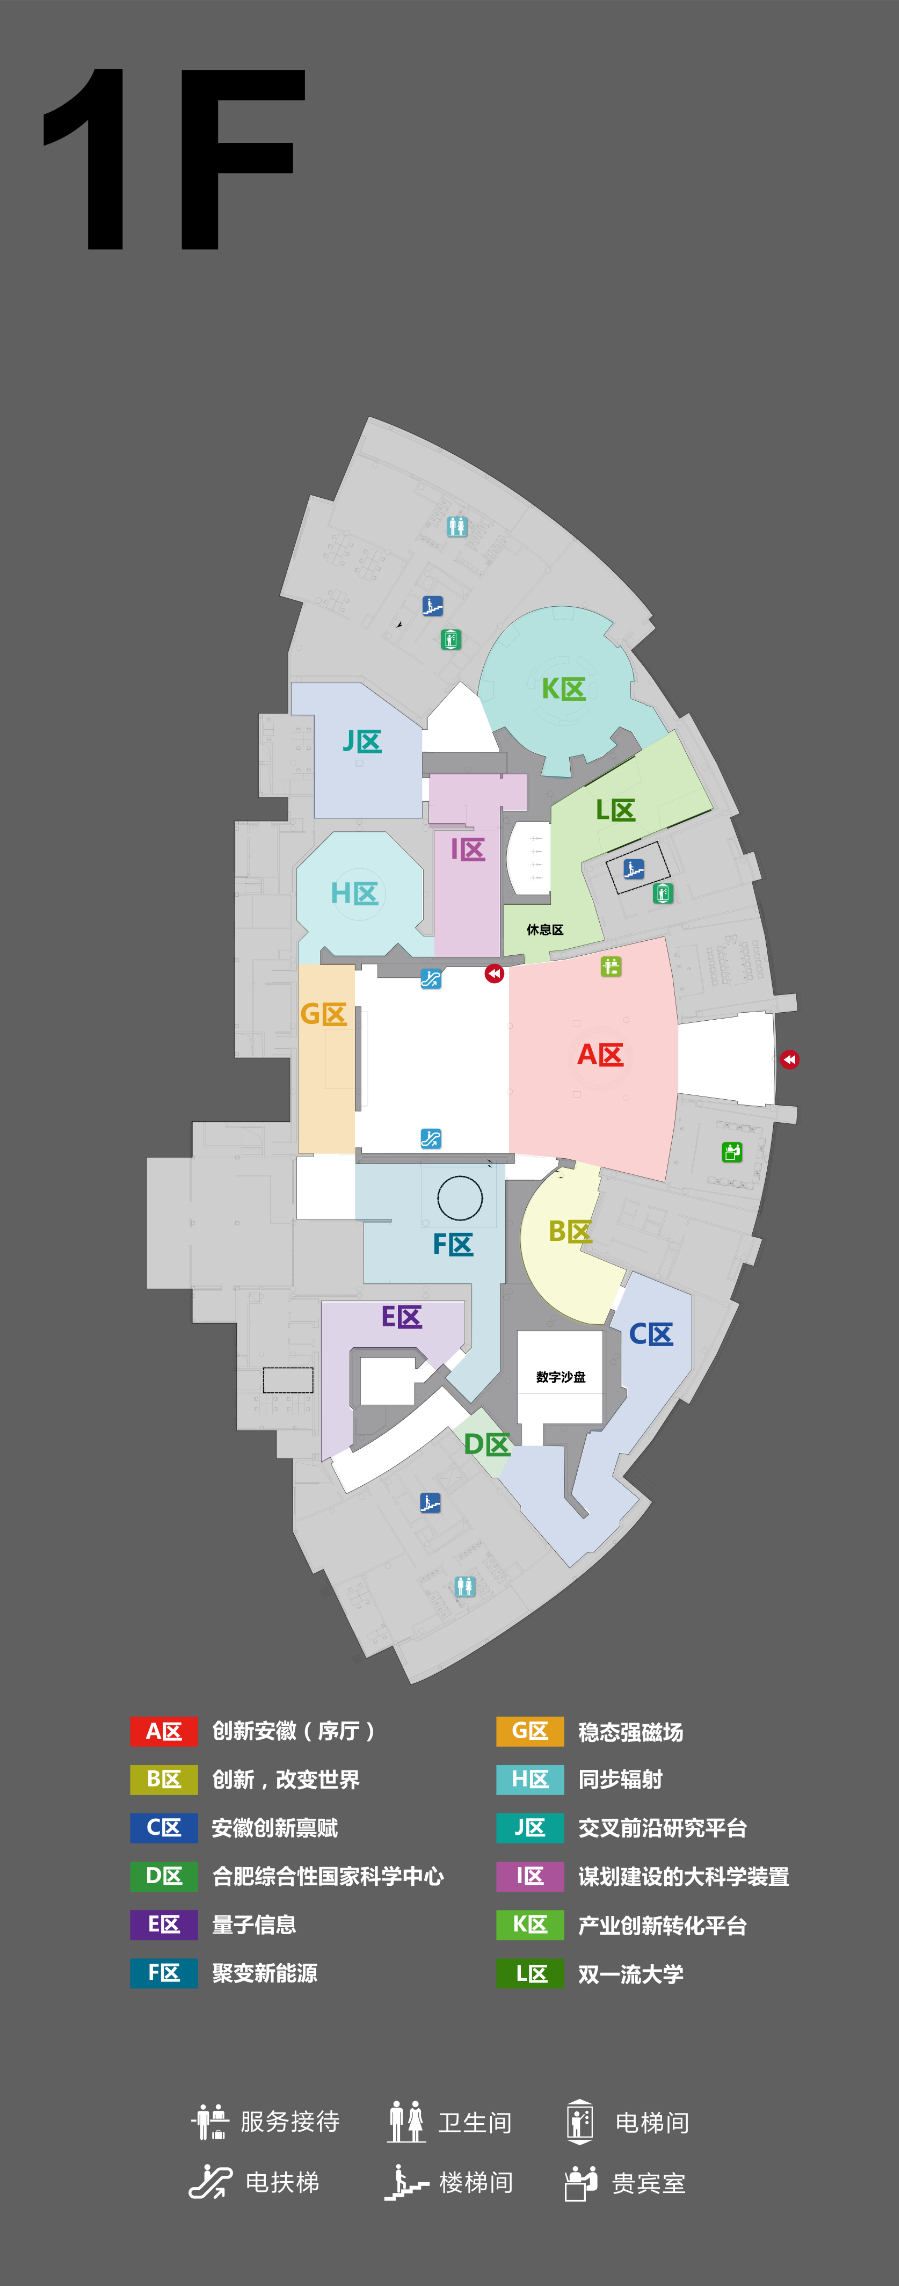 1F
K区
J区
L区
I区
H区
休息区
G区
A区
B区
F区
E区
C区
数字沙盘
D区
A区 创新安徽（序厅）
B区 创新，改变世界
C区 安徽创新禀赋
D区 合肥综合性国家科学中心
E区 量子信息
F区 聚变新能源
G区 稳态强磁场
H区 同步辐射
J区 交叉前沿研究平台
I区 谋划建设的大科学装置
K区 产业创新转化平台
L区 双一流大学
服务接待
卫生间
电梯间
电扶梯
楼梯间
贵宾室